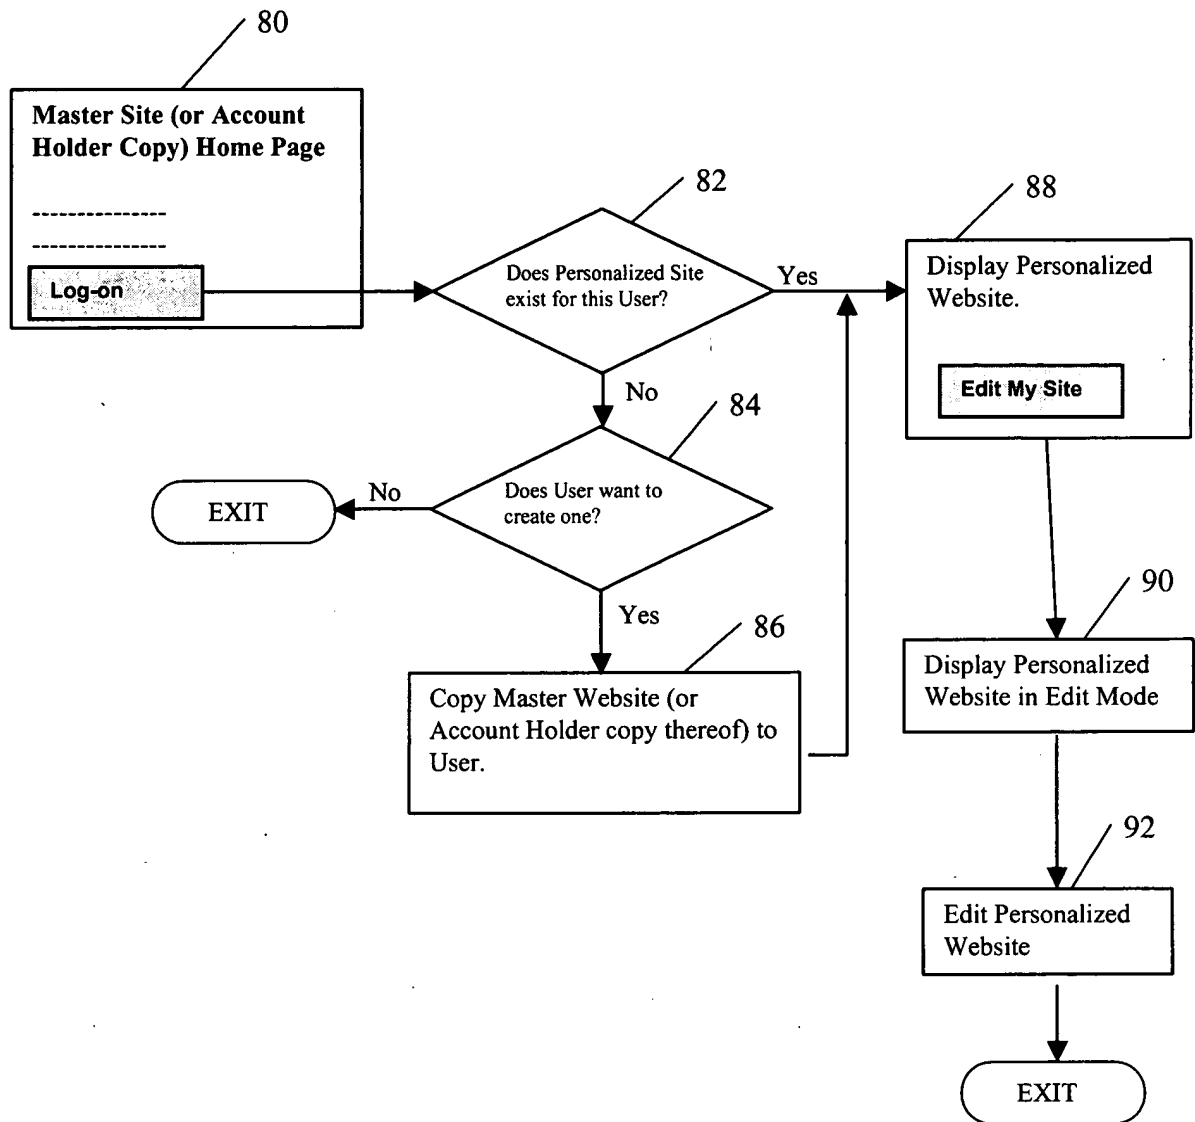 80
Master Site (or Account
Holder Copy) Home Page
Log-on
82
Does Personalized Site
exist for this User?
Yes
88
Display Personalized
Website.
Edit My Site
No
84
Does User want to
create one?
No
EXIT
Yes
86
Copy Master Website (or
Account Holder copy thereof) to
User.
90
Display Personalized
Website in Edit Mode
92
Edit Personalized
Website
EXIT